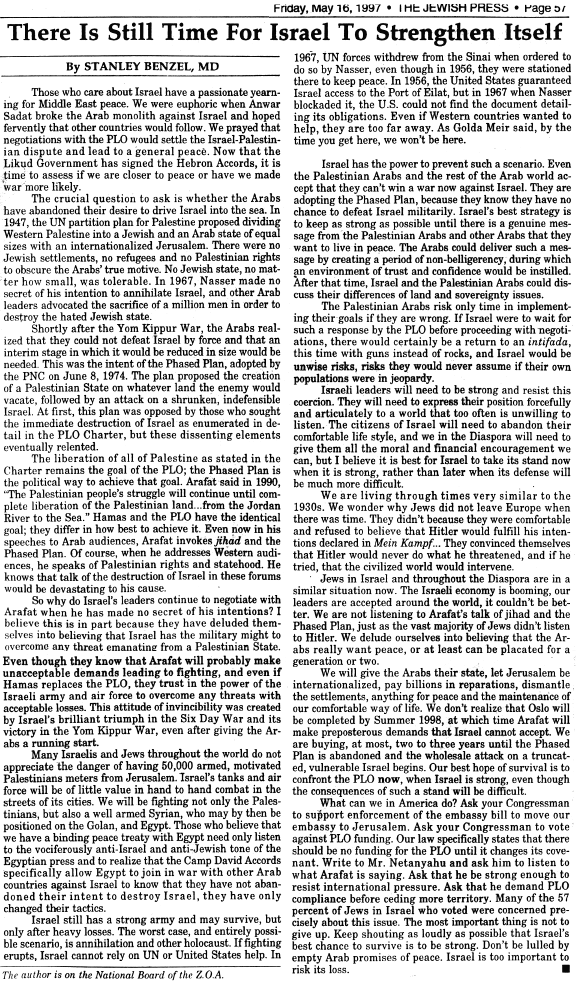 Friday, May 16, 1997 • THE JEWISH PRESS • Page 57
There Is Still Time For Israel To Strengthen Itself
By STANLEY BENZEL, MD
Those who care about Israel have a passionate yearn-
ing for Middle East peace. We were euphoric when Anwar
Sadat broke the Arab monolith against Israel and hoped
fervently that other countries would follow. We prayed that
negotiations with the PLO would settle the Israel-Palestin-
ian dispute and lead to a general peace. Now that the
Likud Government has signed the Hebron Accords, it is
time to assess if we are closer to peace or have we made
war more likely.
The crucial question to ask is whether the Arabs
have abandoned their desire to drive Israel into the sea. In
1947, the UN partition plan for Palestine proposed dividing
Western Palestine into a Jewish and an Arab state of equal
sizes with an internationalized Jerusalem. There were no
Jewish settlements, no refugees and no Palestinian rights
to obscure the Arabs' true motive. No Jewish state, no mat-
ter how small, was tolerable. In 1967, Nasser made no
secret of his intention to annihilate Israel, and other Arab
leaders advocated the sacrifice of a million men in order to
destroy the hated Jewish state.
Shortly after the Yom Kippur War, the Arabs real-
ized that they could not defeat Israel by force and that an
interim stage in which it would be reduced in size would be
needed. This was the intent of the Phased Plan, adopted by
the PNC on June 8, 1974. The plan proposed the creation
of a Palestinian State on whatever land the enemy would
vacate, followed by an attack on a shrunken, indefensible
Israel. At first, this plan was opposed by those who sought
the immediate destruction of Israel as enumerated in de-
tail in the PLO Charter, but these dissenting elements
eventually relented.
The liberation of all of Palestine as stated in the
Charter remains the goal of the PLO; the Phased Plan is
the political way to achieve that goal. Arafat said in 1990,
"The Palestinian people's struggle will continue until com-
plete liberation of the Palestinian land...from the Jordan
River to the Sea." Hamas and the PLO have the identical
goal; they differ in how best to achieve it. Even now in his
speeches to Arab audiences, Arafat invokes jihad and the
Phased Plan. Of course, when he addresses Western audi-
ences, he speaks of Palestinian rights and statehood. He
knows that talk of the destruction of Israel in these forums
would be devastating to his cause.
So why do Israel's leaders continue to negotiate with
Arafat when he has made no secret of his intentions? I
believe this is in part because they have deluded them-
selves into believing that Israel has the military might to
overcome any threat emanating from a Palestinian State.
Even though they know that Arafat will probably make
unacceptable demands leading to fighting, and even if
Hamas replaces the PLO, they trust in the power of the
Israeli army and air force to overcome any threats with
acceptable losses. This attitude of invincibility was created
by Israel's brilliant triumph in the Six Day War and its
victory in the Yom Kippur War, even after giving the Ar-
abs a running start.
Many Israelis and Jews throughout the world do not
appreciate the danger of having 50,000 armed, motivated
Palestinians meters from Jerusalem. Israel's tanks and air
force will be of little value in hand to hand combat in the
streets of its cities. We will be fighting not only the Pales-
tinians, but also a well armed Syrian, who may by then be
positioned on the Golan, and Egypt. Those who believe that
we have a binding peace treaty with Egypt need only listen
to the vociferously anti-Israel and anti-Jewish tone of the
Egyptian press and to realize that the Camp David Accords
specifically allow Egypt to join in war with other Arab
countries against Israel to know that they have not aban-
doned their intent to destroy Israel, they have only
changed their tactics.
Israel still has a strong army and may survive, but
only after heavy losses. The worst case, and entirely possi-
ble scenario, is annihilation and other holocaust. If fighting
erupts, Israel cannot rely on UN or United States help. In
The author is on the National Board of the Z.O.A.
1967, UN forces withdrew from the Sinai when ordered to
do so by Nasser, even though in 1956, they were stationed
there to keep peace. In 1956, the United States guaranteed
Israel access to the Port of Eilat, but in 1967 when Nasser
blockaded it, the U.S. could not find the document detail-
ing its obligations. Even if Western countries wanted to
help, they are too far away. As Golda Meir said, by the
time you get here, we won't be here.
Israel has the power to prevent such a scenario. Even
the Palestinian Arabs and the rest of the Arab world ac-
cept that they can't win a war now against Israel. They are
adopting the Phased Plan, because they know they have no
chance to defeat Israel militarily. Israel's best strategy is
to keep as strong as possible until there is a genuine mes-
sage from the Palestinian Arabs and other Arabs that they
want to live in peace. The Arabs could deliver such a mes-
sage by creating a period of non-belligerency, during which
an environment of trust and confidence would be instilled.
After that time, Israel and the Palestinian Arabs could dis-
cuss their differences of land and sovereignty issues.
The Palestinian Arabs risk only time in implement-
ing their goals if they are wrong. If Israel were to wait for
such a response by the PLO before proceeding with negoti-
ations, there would certainly be a return to an intifada,
this time with guns instead of rocks, and Israel would be
unwise risks, risks they would never assume if their own
populations were in jeopardy.
Israeli leaders will need to be strong and resist this
coercion. They will need to express their position forcefully
and articulately to a world that too often is unwilling to
listen. The citizens of Israel will need to abandon their
comfortable life style, and we in the Diaspora will need to
give them all the moral and financial encouragement we
can, but I believe it is best for Israel to take its stand now
when it is strong, rather than later when its defense will
be much more difficult.
We are living through times very similar to the
1930s. We wonder why Jews did not leave Europe when
there was time. They didn't because they were comfortable
and refused to believe that Hitler would fulfill his inten-
tions declared in Mein Kampf... They convinced themselves
that Hitler would never do what he threatened, and if he
tried, that the civilized world would intervene.
Jews in Israel and throughout the Diaspora are in a
similar situation now. The Israeli economy is booming, our
leaders are accepted around the world, it couldn't be bet-
ter. We are not listening to Arafat's talk of jihad and the
Phased Plan, just as the vast majority of Jews didn't listen
to Hitler. We delude ourselves into believing that the Ar-
abs really want peace, or at least can be placated for a
generation or two.
We will give the Arabs their state, let Jerusalem be
internationalized, pay billions in reparations, dismantle
the settlements, anything for peace and the maintenance of
our comfortable way of life. We don't realize that Oslo will
be completed by Summer 1998, at which time Arafat will
make preposterous demands that Israel cannot accept. We
are buying, at most, two to three years until the Phased
Plan is abandoned and the wholesale attack on a truncat-
ed, vulnerable Israel begins. Our best hope of survival is to
confront the PLO now, when Israel is strong, even though
the consequences of such a stand will be difficult.
What can we in America do? Ask your Congressman
to support enforcement of the embassy bill to move our
embassy to Jerusalem. Ask your Congressman to vote
against PLO funding. Our law specifically states that there
should be no funding for the PLO until it changes its cove-
nant. Write to Mr. Netanyahu and ask him to listen to
what Arafat is saying. Ask that he be strong enough to
resist international pressure. Ask that he demand PLO
compliance before ceding more territory. Many of the 57
percent of Jews in Israel who voted were concerned pre-
cisely about this issue. The most important thing is not to
give up. Keep shouting as loudly as possible that Israel's
best chance to survive is to be strong. Don't be lulled by
empty Arab promises of peace. Israel is too important to
risk its loss.